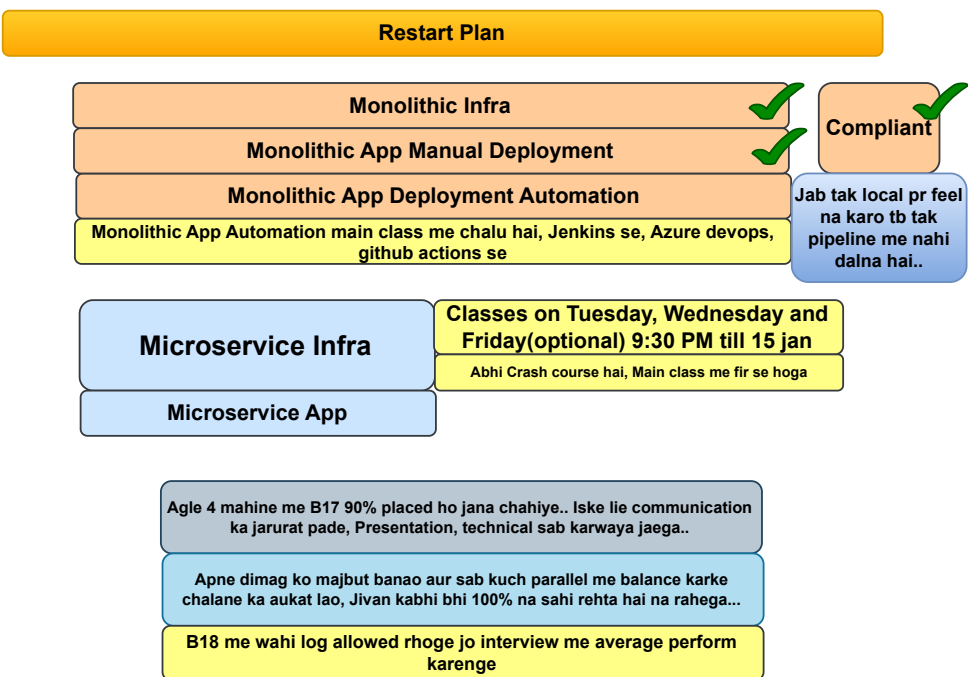 Restart Plan
Monolithic Infra
Compliant
Monolithic App Manual Deployment
Monolithic App Deployment Automation
Jab tak local pr feel
na karo tb tak
pipeline me nahi
dalna hai..
Monolithic App Automation main class me chalu hai, Jenkins se, Azure devops,
github actions se
Microservice Infra
Classes on Tuesday, Wednesday and
Friday(optional) 9:30 PM till 15 jan
Abhi Crash course hai, Main class me fir se hoga
Microservice App
Agle 4 mahine me B17 90% placed ho jana chahiye.. Iske lie communication
ka jarurat pade, Presentation, technical sab karwaya jaega..
Apne dimag ko majbut banao aur sab kuch parallel me balance karke
chalane ka aukat lao, Jivan kabhi bhi 100% na sahi rehta hai na rahega...
B18 me wahi log allowed rhoge jo interview me average perform
karenge